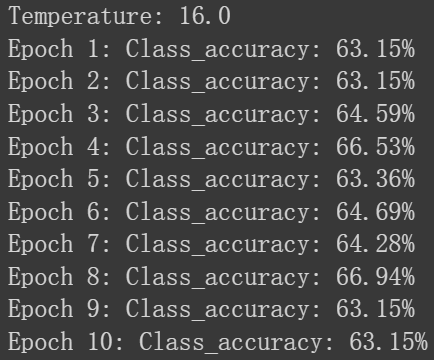 Temperature: 16.0
Epoch 1: Class_accuracy: 63.15%
Epoch 2: Class_accuracy: 63.15%
Epoch 3: Class_accuracy: 64.59%
Epoch 4: Class_accuracy: 66.53%
Epoch 5: Class_accuracy: 63.36%
Epoch 6: Class_accuracy: 64.69%
Epoch 7: Class_accuracy: 64.28%
Epoch 8: Class_accuracy: 66.94%
Epoch 9: Class_accuracy: 63.15%
Epoch 10: Class_accuracy: 63.15%